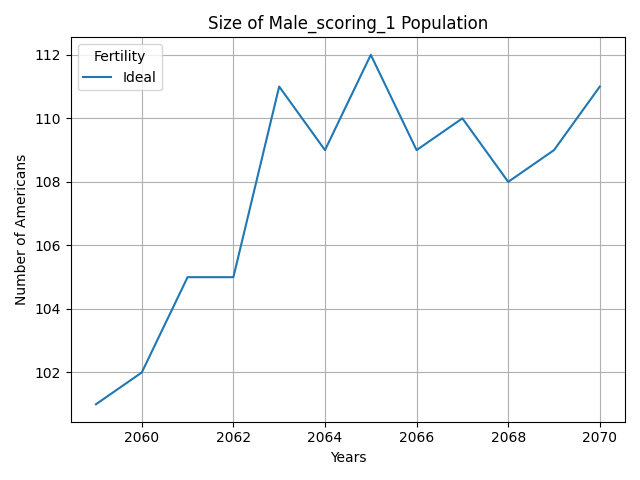 Size of Male_scoring_1 Population
Fertility
Ideal
Number of Americans
112
110
108
106
104
102
2060 2062 2064 2066 2068 2070
Years